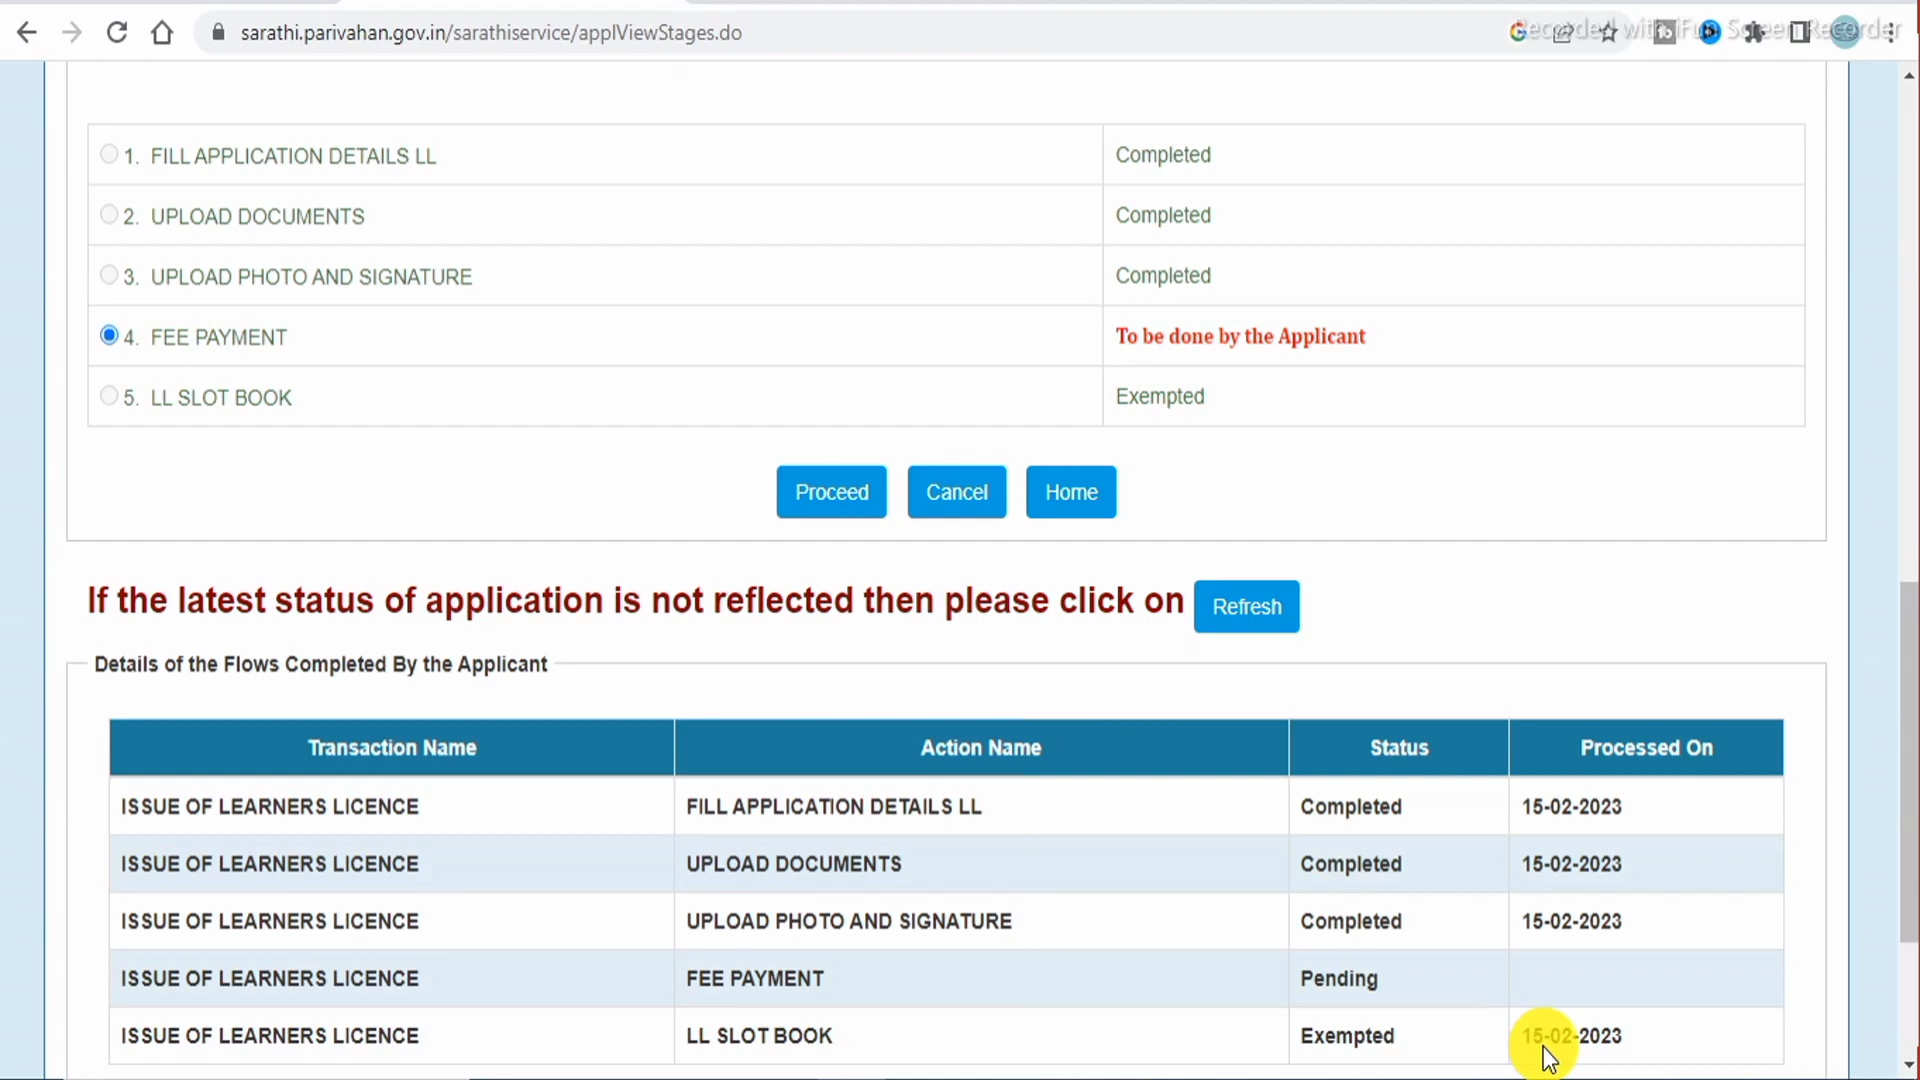 sarathi.parivahan.gov.in/sarathiservice/applViewStages.do
Recorded with iFun Screen Recorder
1. FILL APPLICATION DETAILS LL Completed
2. UPLOAD DOCUMENTS Completed
3. UPLOAD PHOTO AND SIGNATURE Completed
4. FEE PAYMENT To be done by the Applicant
5. LL SLOT BOOK Exempted
Proceed Cancel Home
If the latest status of application is not reflected then please click on Refresh
Details of the Flows Completed By the Applicant
Transaction Name Action Name Status Processed On
ISSUE OF LEARNERS LICENCE FILL APPLICATION DETAILS LL Completed 15-02-2023
ISSUE OF LEARNERS LICENCE UPLOAD DOCUMENTS Completed 15-02-2023
ISSUE OF LEARNERS LICENCE UPLOAD PHOTO AND SIGNATURE Completed 15-02-2023
ISSUE OF LEARNERS LICENCE FEE PAYMENT Pending
ISSUE OF LEARNERS LICENCE LL SLOT BOOK Exempted 15-02-2023